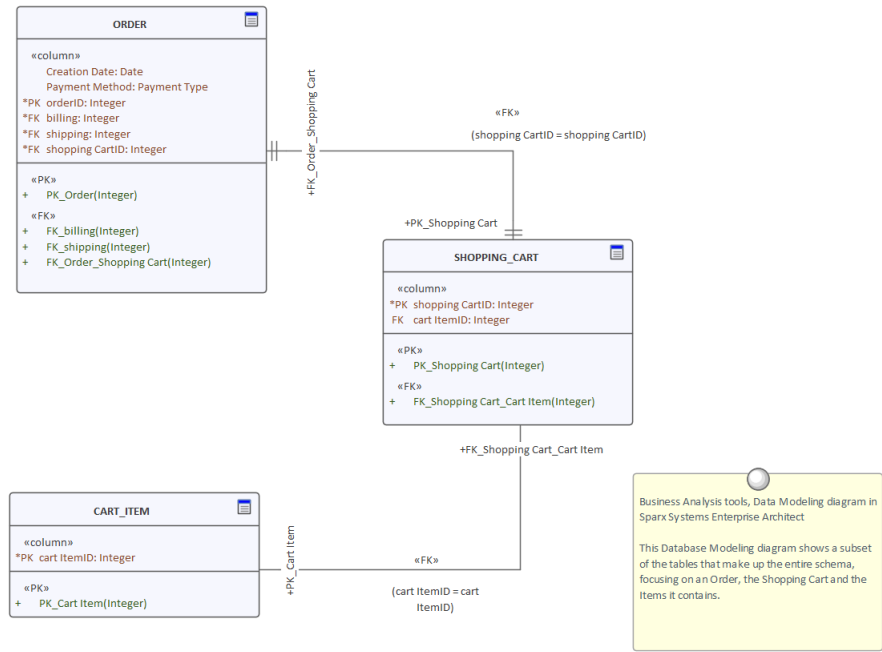 ORDER
«column»
Creation Date: Date
Payment Method: Payment Type
*PK orderID: Integer
*FK billing: Integer
*FK shipping: Integer
*FK shopping CartID: Integer
«PK»
+ PK_Order(Integer)
«FK»
+ FK_billing(Integer)
+ FK_shipping(Integer)
+ FK_Order_Shopping Cart(Integer)
+FK_Order_Shopping Cart
«FK»
(shopping CartID = shopping CartID)
+PK_Shopping Cart
SHOPPING_CART
«column»
*PK shopping CartID: Integer
FK cart ItemID: Integer
«PK»
+ PK_Shopping Cart(Integer)
«FK»
+ FK_Shopping Cart_Cart Item(Integer)
+FK_Shopping Cart_Cart Item
CART_ITEM
«column»
*PK cart ItemID: Integer
«PK»
+ PK_Cart Item(Integer)
+PK_Cart Item
«FK»
(cart ItemID = cart
ItemID)
Business Analysis tools, Data Modeling diagram in
Sparx Systems Enterprise Architect
This Database Modeling diagram shows a subset
of the tables that make up the entire schema,
focusing on an Order, the Shopping Cart and the
Items it contains.